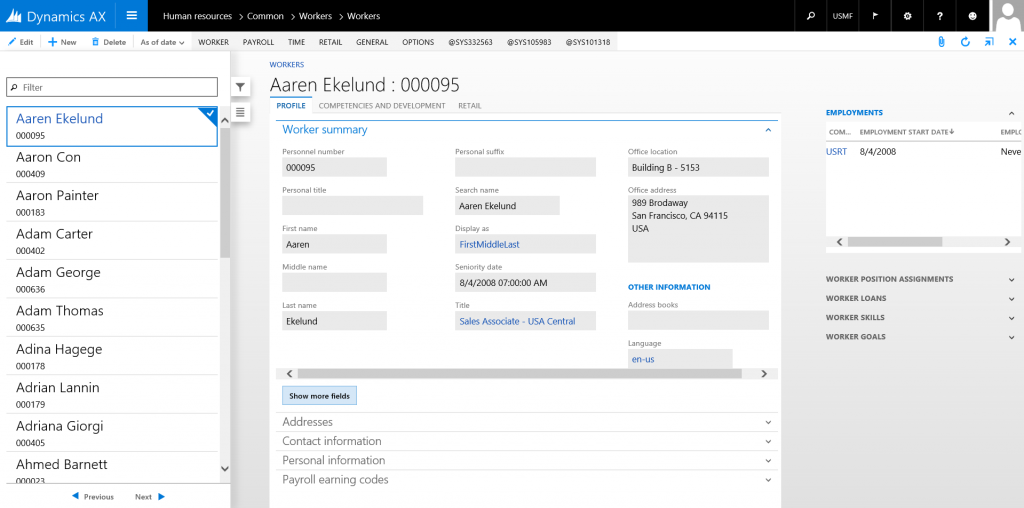 Dynamics AX
Human resources > Common > Workers > Workers
USMF
?
Edit
+ New
Delete
As of date
WORKER
PAYROLL
TIME
RETAIL
GENERAL
OPTIONS
@SYS332563
@SYS105983
@SYS101318
Filter
Aaren Ekelund
000095
Aaron Con
000409
Aaron Painter
000183
Adam Carter
000402
Adam George
000636
Adam Thomas
000635
Adina Hagege
000178
Adrian Lannin
000179
Adriana Giorgi
000405
Ahmed Barnett
000023
Previous
Next
WORKERS
Aaren Ekelund : 000095
PROFILE
COMPETENCIES AND DEVELOPMENT
RETAIL
Worker summary
Personnel number
000095
Personal title
First name
Aaren
Middle name
Last name
Ekelund
Personal suffix
Search name
Aaren Ekelund
Display as
FirstMiddleLast
Seniority date
8/4/2008 07:00:00 AM
Title
Sales Associate - USA Central
Office location
Building B - 5153
Office address
989 Brodaway
San Francisco, CA 94115
USA
OTHER INFORMATION
Address books
Language
en-us
Show more fields
Addresses
Contact information
Personal information
Payroll earning codes
EMPLOYMENTS
COM...
EMPLOYMENT START DATE
EMPLO
USRT
8/4/2008
Neve
WORKER POSITION ASSIGNMENTS
WORKER LOANS
WORKER SKILLS
WORKER GOALS